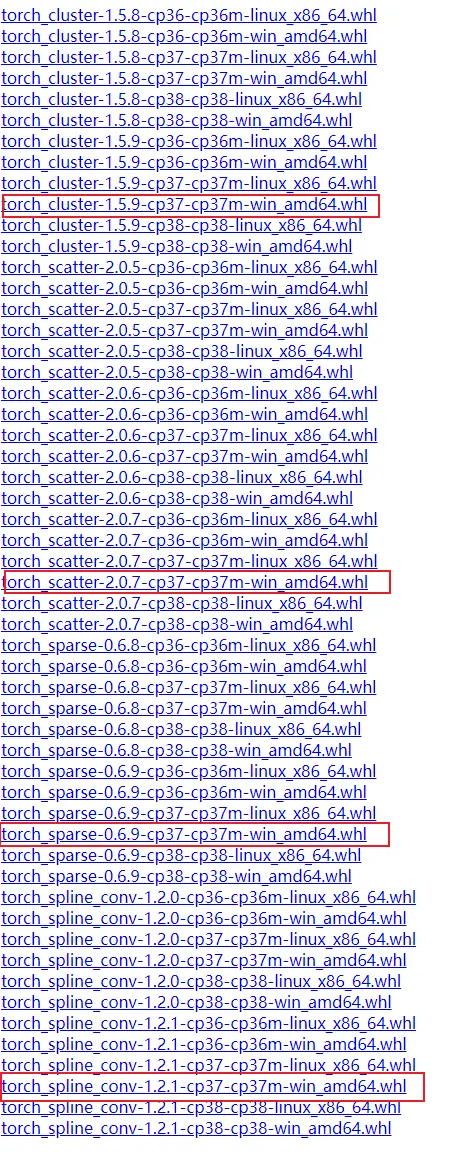 torch_cluster-1.5.8-cp36-cp36m-linux_x86_64.whl
torch_cluster-1.5.8-cp36-cp36m-win_amd64.whl
torch_cluster-1.5.8-cp37-cp37m-linux_x86_64.whl
torch_cluster-1.5.8-cp37-cp37m-win_amd64.whl
torch_cluster-1.5.8-cp38-cp38-linux_x86_64.whl
torch_cluster-1.5.8-cp38-cp38-win_amd64.whl
torch_cluster-1.5.9-cp36-cp36m-linux_x86_64.whl
torch_cluster-1.5.9-cp36-cp36m-win_amd64.whl
torch_cluster-1.5.9-cp37-cp37m-linux_x86_64.whl
torch_cluster-1.5.9-cp37-cp37m-win_amd64.whl
torch_cluster-1.5.9-cp38-cp38-linux_x86_64.whl
torch_cluster-1.5.9-cp38-cp38-win_amd64.whl
torch_scatter-2.0.5-cp36-cp36m-linux_x86_64.whl
torch_scatter-2.0.5-cp36-cp36m-win_amd64.whl
torch_scatter-2.0.5-cp37-cp37m-linux_x86_64.whl
torch_scatter-2.0.5-cp37-cp37m-win_amd64.whl
torch_scatter-2.0.5-cp38-cp38-linux_x86_64.whl
torch_scatter-2.0.5-cp38-cp38-win_amd64.whl
torch_scatter-2.0.6-cp36-cp36m-linux_x86_64.whl
torch_scatter-2.0.6-cp36-cp36m-win_amd64.whl
torch_scatter-2.0.6-cp37-cp37m-linux_x86_64.whl
torch_scatter-2.0.6-cp37-cp37m-win_amd64.whl
torch_scatter-2.0.6-cp38-cp38-linux_x86_64.whl
torch_scatter-2.0.6-cp38-cp38-win_amd64.whl
torch_scatter-2.0.7-cp36-cp36m-linux_x86_64.whl
torch_scatter-2.0.7-cp36-cp36m-win_amd64.whl
torch_scatter-2.0.7-cp37-cp37m-linux_x86_64.whl
torch_scatter-2.0.7-cp37-cp37m-win_amd64.whl
torch_scatter-2.0.7-cp38-cp38-linux_x86_64.whl
torch_scatter-2.0.7-cp38-cp38-win_amd64.whl
torch_sparse-0.6.8-cp36-cp36m-linux_x86_64.whl
torch_sparse-0.6.8-cp36-cp36m-win_amd64.whl
torch_sparse-0.6.8-cp37-cp37m-linux_x86_64.whl
torch_sparse-0.6.8-cp37-cp37m-win_amd64.whl
torch_sparse-0.6.8-cp38-cp38-linux_x86_64.whl
torch_sparse-0.6.8-cp38-cp38-win_amd64.whl
torch_sparse-0.6.9-cp36-cp36m-linux_x86_64.whl
torch_sparse-0.6.9-cp36-cp36m-win_amd64.whl
torch_sparse-0.6.9-cp37-cp37m-linux_x86_64.whl
torch_sparse-0.6.9-cp37-cp37m-win_amd64.whl
torch_sparse-0.6.9-cp38-cp38-linux_x86_64.whl
torch_sparse-0.6.9-cp38-cp38-win_amd64.whl
torch_spline_conv-1.2.0-cp36-cp36m-linux_x86_64.whl
torch_spline_conv-1.2.0-cp36-cp36m-win_amd64.whl
torch_spline_conv-1.2.0-cp37-cp37m-linux_x86_64.whl
torch_spline_conv-1.2.0-cp37-cp37m-win_amd64.whl
torch_spline_conv-1.2.0-cp38-cp38-linux_x86_64.whl
torch_spline_conv-1.2.0-cp38-cp38-win_amd64.whl
torch_spline_conv-1.2.1-cp36-cp36m-linux_x86_64.whl
torch_spline_conv-1.2.1-cp36-cp36m-win_amd64.whl
torch_spline_conv-1.2.1-cp37-cp37m-linux_x86_64.whl
torch_spline_conv-1.2.1-cp37-cp37m-win_amd64.whl
torch_spline_conv-1.2.1-cp38-cp38-linux_x86_64.whl
torch_spline_conv-1.2.1-cp38-cp38-win_amd64.whl